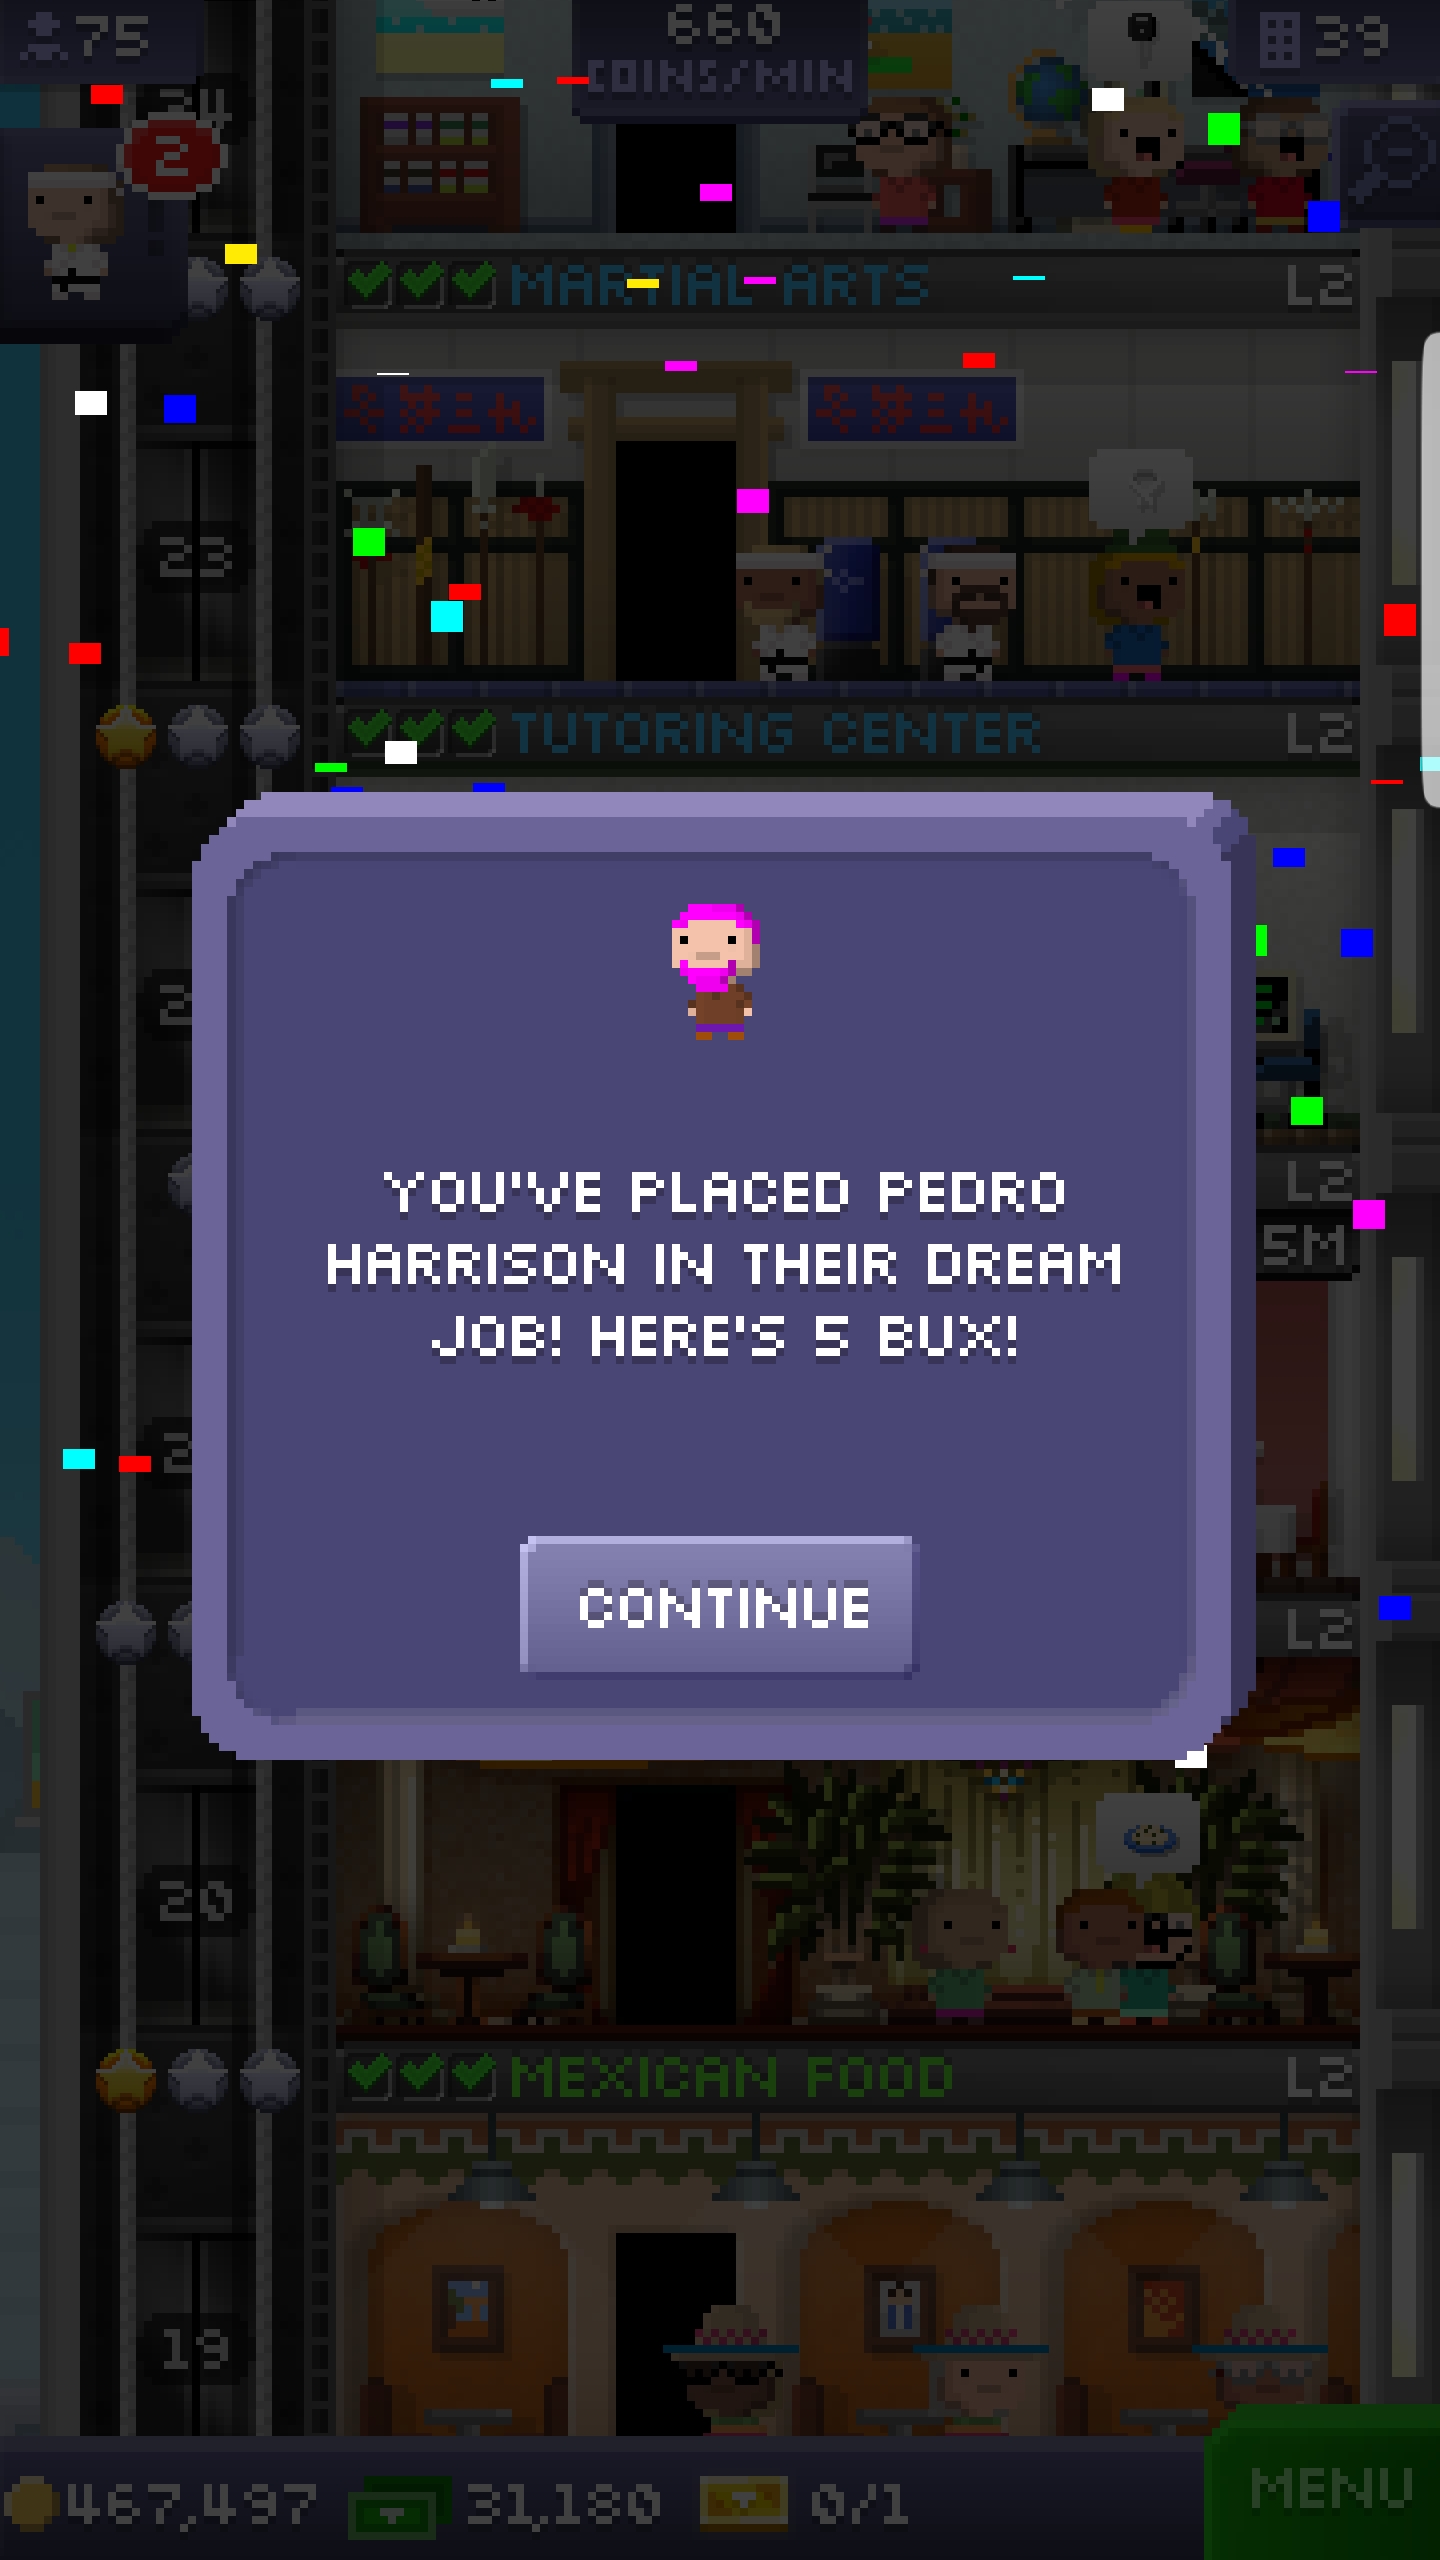 75
660
COINS/MIN
39
2
MARTIAL ARTS
L2
23
TUTORING CENTER
L2
L2
5M
YOU'VE PLACED PEDRO
HARRISON IN THEIR DREAM
JOB! HERE'S 5 BUX!
CONTINUE
L2
20
MEXICAN FOOD
L2
19
467,497
31,180
0/1
MENU